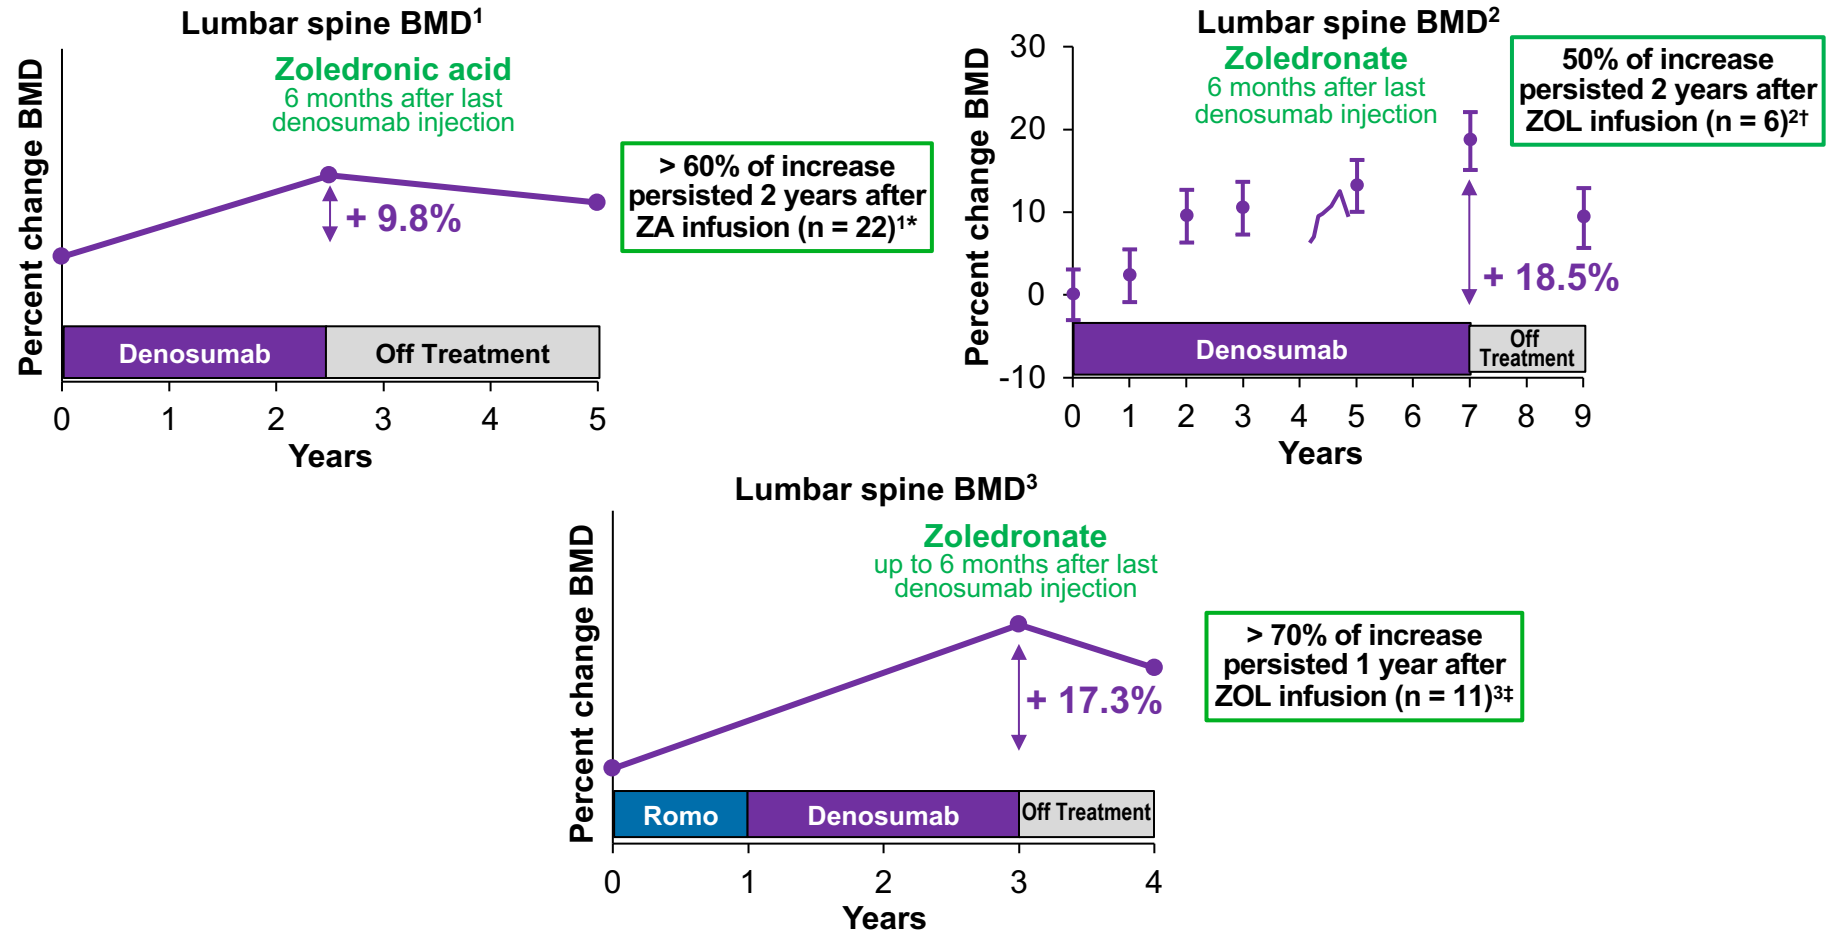 Lumbar spine BMD¹
Zoledronic acid
6 months after last
denosumab injection
Percent change BMD
+ 9.8%
> 60% of increase
persisted 2 years after
ZA infusion (n = 22)¹*
Denosumab
Off Treatment
0 1 2 3 4 5
Years
Lumbar spine BMD²
Zoledronate
6 months after last
denosumab injection
Percent change BMD
30
20
10
0
-10
50% of increase
persisted 2 years after
ZOL infusion (n = 6)²†
+ 18.5%
Denosumab
Off
Treatment
0 1 2 3 4 5 6 7 8 9
Years
Lumbar spine BMD³
Zoledronate
up to 6 months after last
denosumab injection
Percent change BMD
+ 17.3%
> 70% of increase
persisted 1 year after
ZOL infusion (n = 11)³‡
Romo
Denosumab
Off Treatment
0 1 2 3 4
Years